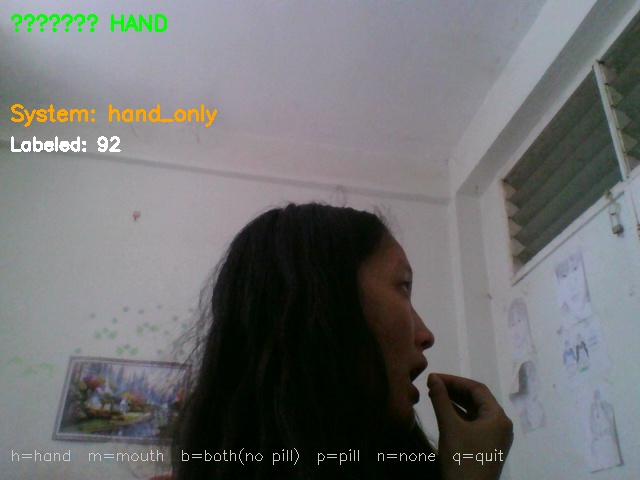 ??????? HAND
System: hand_only
Labeled: 92
h=hand m=mouth b=both(no pill) p=pill n=none q=quit